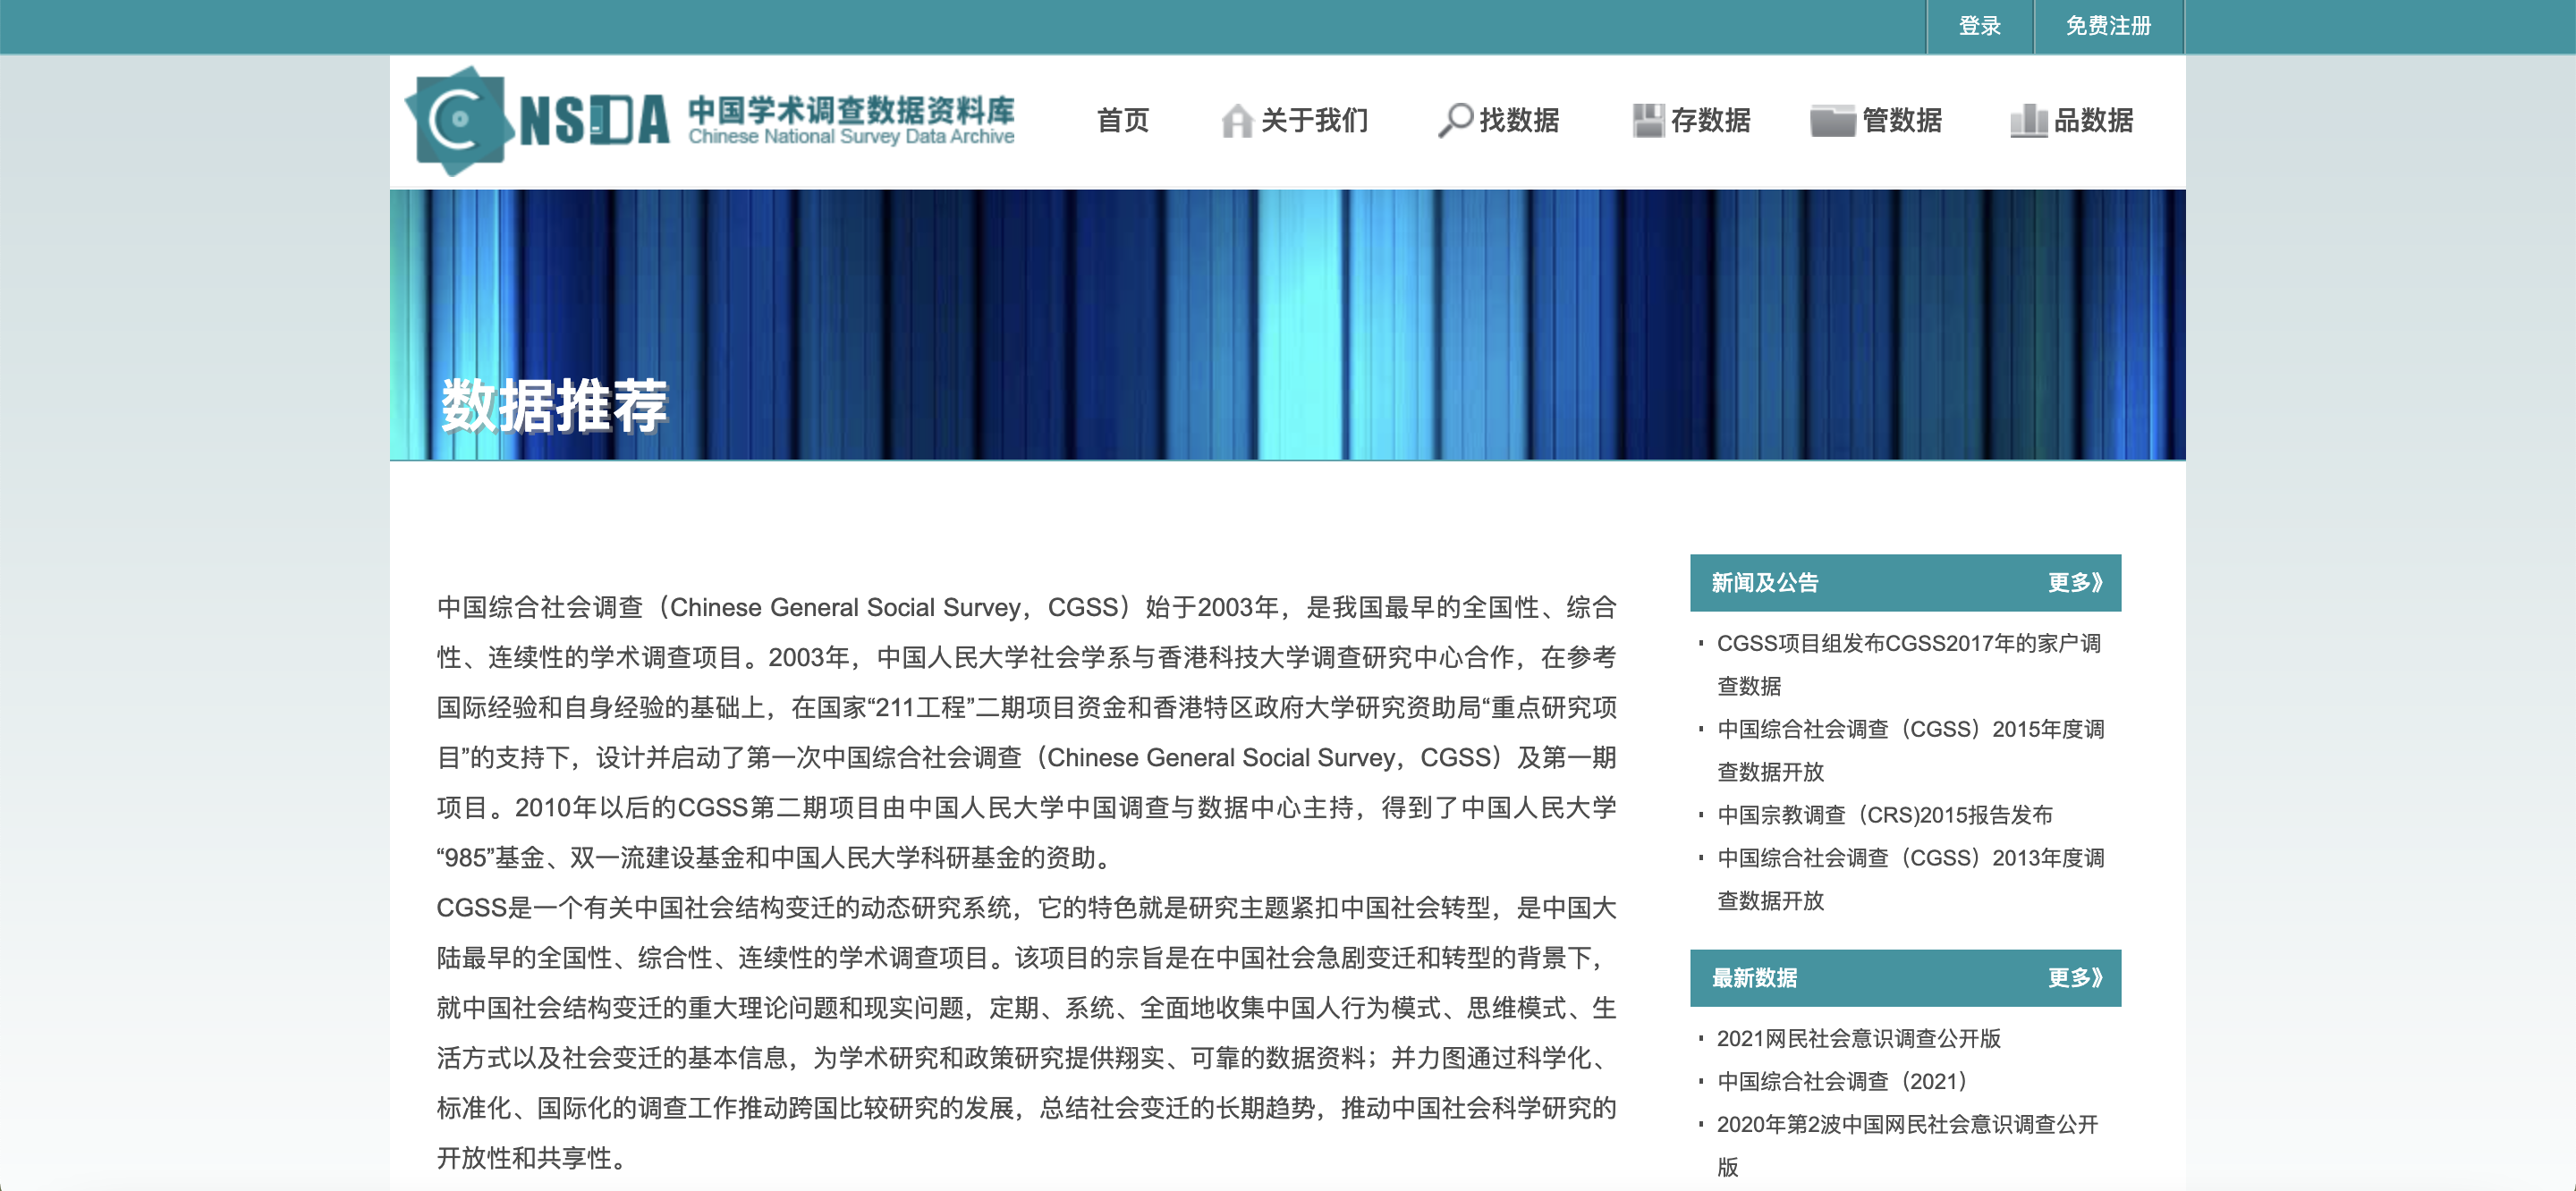 登录 免费注册
CNSDA 中国学术调查数据资料库
Chinese National Survey Data Archive
首页 关于我们 找数据 存数据 管数据 品数据
数据推荐
中国综合社会调查（Chinese General Social Survey，CGSS）始于2003年，是我国最早的全国性、综合
性、连续性的学术调查项目。2003年，中国人民大学社会学系与香港科技大学调查研究中心合作，在参考
国际经验和自身经验的基础上，在国家“211工程”二期项目资金和香港特区政府大学研究资助局“重点研究项
目”的支持下，设计并启动了第一次中国综合社会调查（Chinese General Social Survey，CGSS）及第一期
项目。2010年以后的CGSS第二期项目由中国人民大学中国调查与数据中心主持，得到了中国人民大学
“985”基金、双一流建设基金和中国人民大学科研基金的资助。
CGSS是一个有关中国社会结构变迁的动态研究系统，它的特色就是研究主题紧扣中国社会转型，是中国大
陆最早的全国性、综合性、连续性的学术调查项目。该项目的宗旨是在中国社会急剧变迁和转型的背景下，
就中国社会结构变迁的重大理论问题和现实问题，定期、系统、全面地收集中国人行为模式、思维模式、生
活方式以及社会变迁的基本信息，为学术研究和政策研究提供翔实、可靠的数据资料；并力图通过科学化、
标准化、国际化的调查工作推动跨国比较研究的发展，总结社会变迁的长期趋势，推动中国社会科学研究的
开放性和共享性。
新闻及公告 更多》
CGSS项目组发布CGSS2017年的家户调
查数据
中国综合社会调查（CGSS）2015年度调
查数据开放
中国宗教调查（CRS)2015报告发布
中国综合社会调查（CGSS）2013年度调
查数据开放
最新数据 更多》
2021网民社会意识调查公开版
中国综合社会调查（2021）
2020年第2波中国网民社会意识调查公开
版